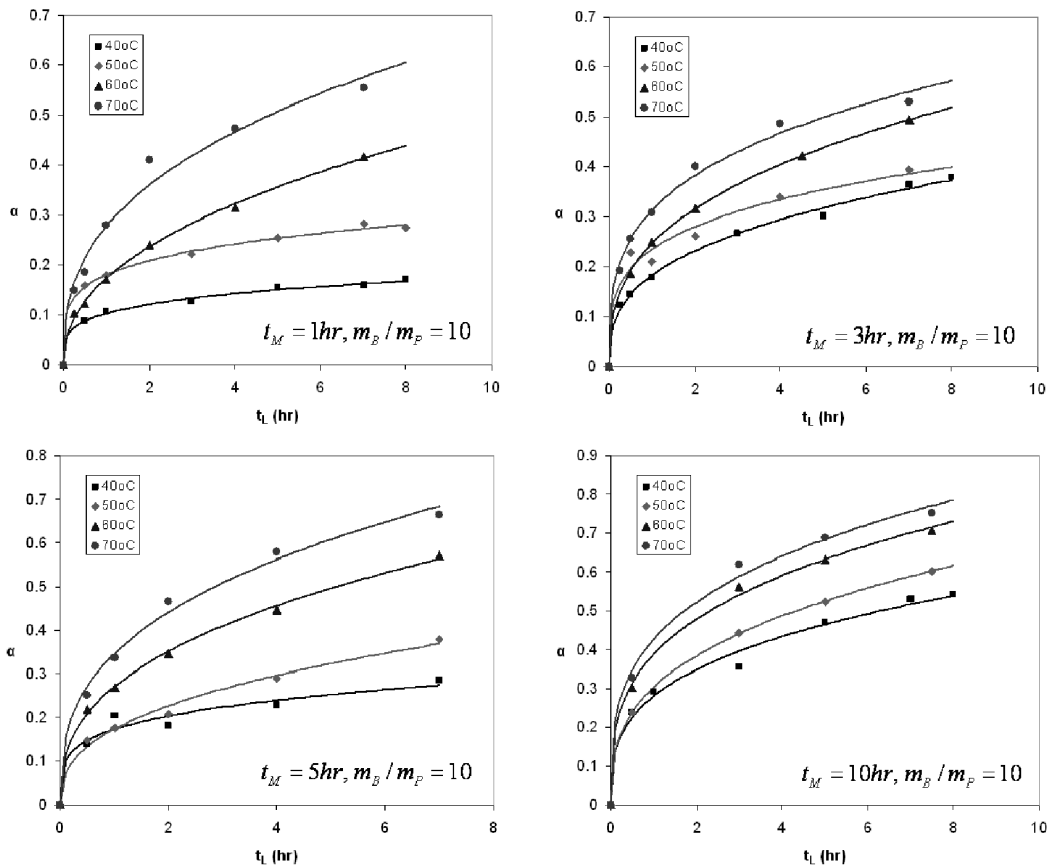 0.7
0.6
0.5
0.4
0.3
0.2
0.1
0
α
40oC
50oC
60oC
70oC
t_M = 1hr, m_B / m_P = 10
0 2 4 6 8 10
t_L (hr)
0.7
0.6
0.5
0.4
0.3
0.2
0.1
0
α
40oC
50oC
60oC
70oC
t_M = 3hr, m_B / m_P = 10
0 2 4 6 8 10
t_L (hr)
0.8
0.7
0.6
0.5
0.4
0.3
0.2
0.1
0
α
40oC
50oC
60oC
70oC
t_M = 5hr, m_B / m_P = 10
0 2 4 6 8
t_L (hr)
0.9
0.8
0.7
0.6
0.5
0.4
0.3
0.2
0.1
0
α
40oC
50oC
60oC
70oC
t_M = 10hr, m_B / m_P = 10
0 2 4 6 8 10
t_L (hr)